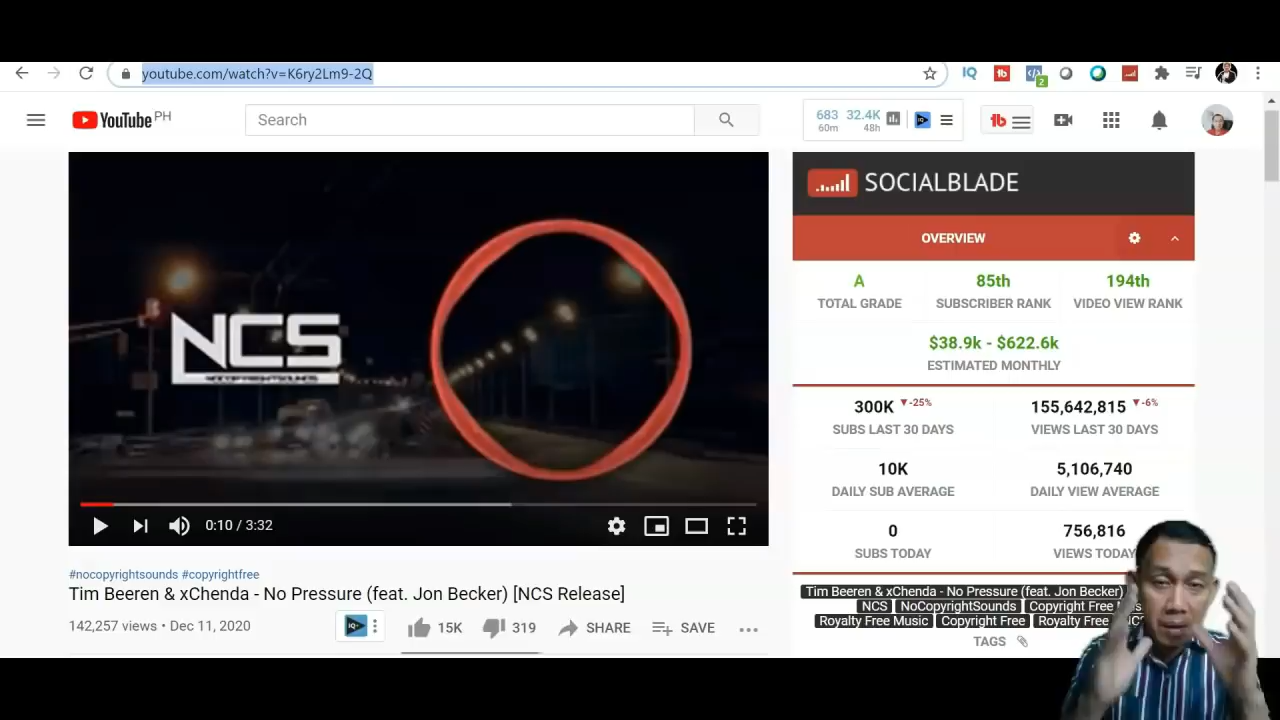 youtube.com/watch?v=K6ry2Lm9-2Q
IQ
tb
2
YouTube PH
Search
683 32.4K
60m 48h
tb
SOCIALBLADE
OVERVIEW
A 85th 194th
TOTAL GRADE SUBSCRIBER RANK VIDEO VIEW RANK
$38.9k - $622.6k
ESTIMATED MONTHLY
300K ▼-25% 155,642,815 ▼-6%
SUBS LAST 30 DAYS VIEWS LAST 30 DAYS
10K 5,106,740
DAILY SUB AVERAGE DAILY VIEW AVERAGE
0 756,816
SUBS TODAY VIEWS TODAY
Tim Beeren & xChenda - No Pressure (feat. Jon Becker)
NCS NoCopyrightSounds Copyright Free
Royalty Free Music Copyright Free Royalty Free
TAGS
NCS
NOCOPYRIGHTSOUNDS
0:10 / 3:32
#nocopyrightsounds #copyrightfree
Tim Beeren & xChenda - No Pressure (feat. Jon Becker) [NCS Release]
142,257 views • Dec 11, 2020
IQ
15K 319 SHARE SAVE